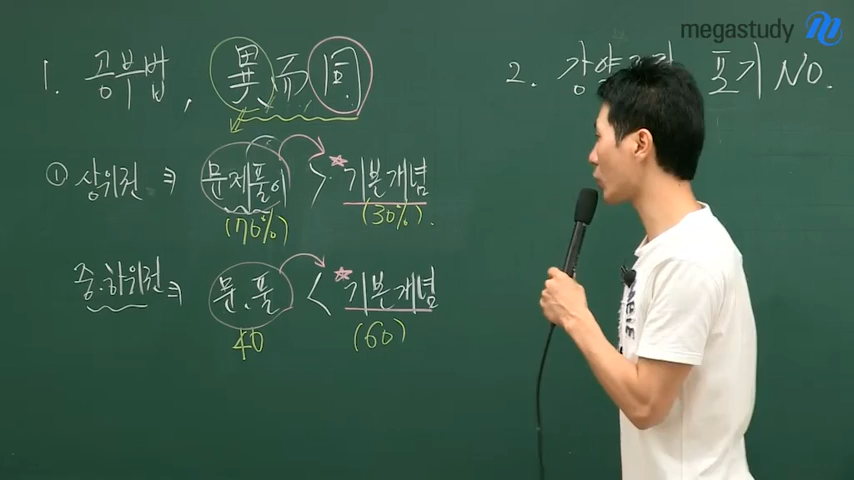 megastudy
1. 공부법, 異而同
2. 강약 포기 NO.
① 상위권 ⇒ 문제풀이 > ☆기본개념
(70%) (30%).
중·하위권 ⇒ 문.풀 < ☆기본개념
40 (60)